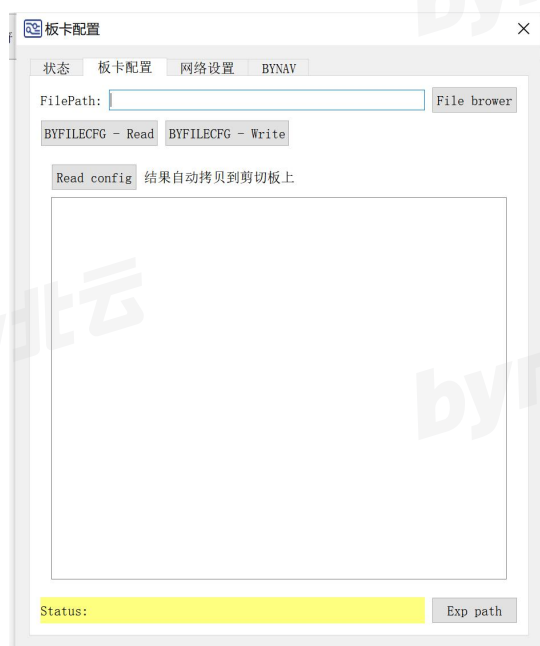 板卡配置
状态 板卡配置 网络设置 BYNAV
FilePath: File brower
BYFILECFG - Read BYFILECFG - Write
Read config 结果自动拷贝到剪切板上
Status: Exp path